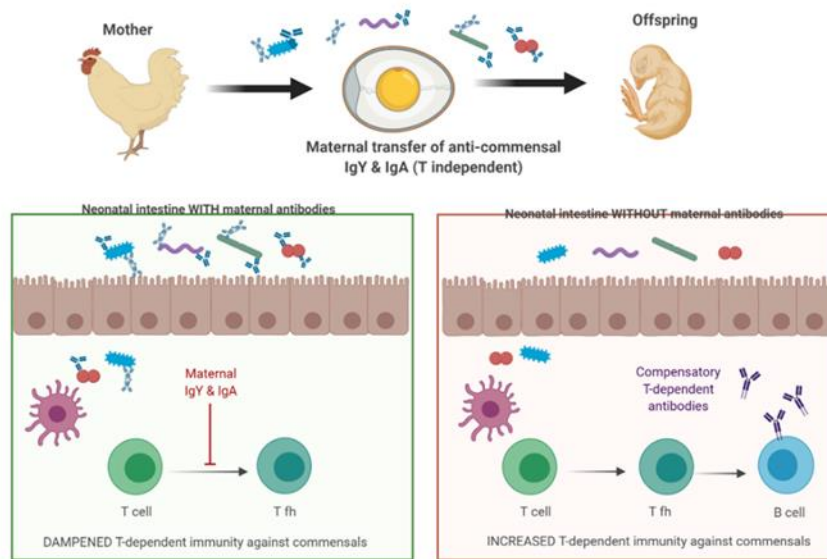 Mother
Offspring
Maternal transfer of anti-commensal
IgY & IgA (T independent)
Neonatal intestine WITH maternal antibodies
Maternal
IgY & IgA
T cell
T fh
DAMPENED T-dependent immunity against commensals
Neonatal intestine WITHOUT maternal antibodies
Compensatory
T-dependent
antibodies
T cell
T fh
B cell
INCREASED T-dependent immunity against commensals